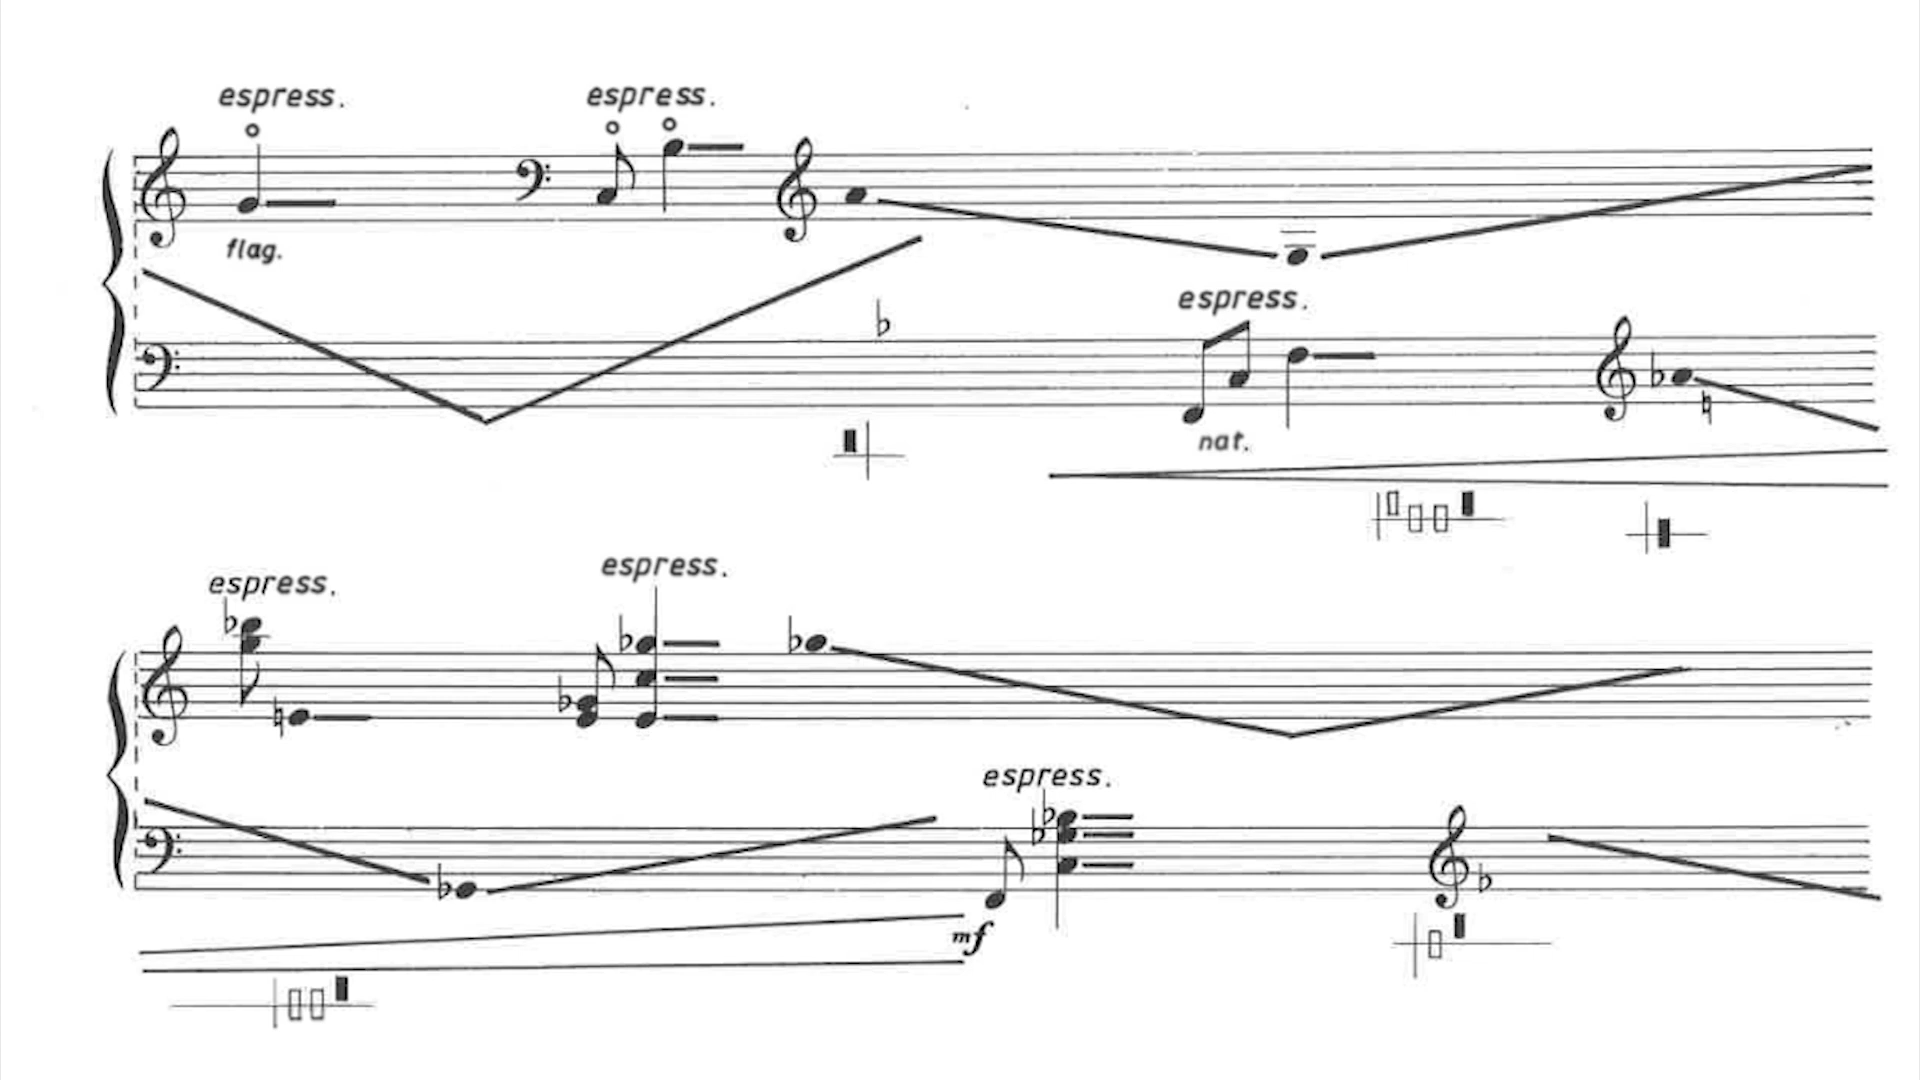 espress. espress.
flag.
espress.
nat.
espress.
espress.
espress.
mf